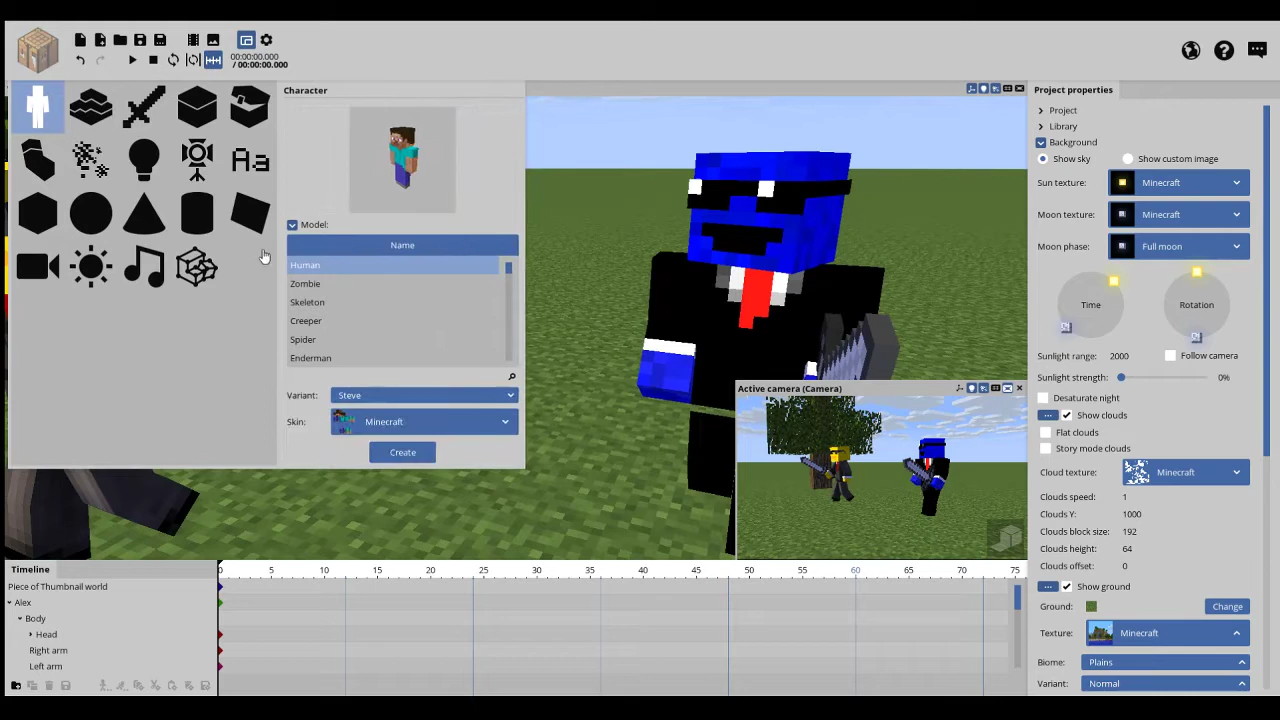 00:00:00.000
/ 00:00:00.000
Character
Model:
Name
Human
Zombie
Skeleton
Creeper
Spider
Enderman
Variant: Steve
Skin: Minecraft
Create
Aa
Active camera (Camera)
Project properties
Project
Library
Background
Show sky Show custom image
Sun texture: Minecraft
Moon texture: Minecraft
Moon phase: Full moon
Time Rotation
Sunlight range: 2000 Follow camera
Sunlight strength: 0%
Desaturate night
Show clouds
Flat clouds
Story mode clouds
Cloud texture: Minecraft
Clouds speed: 1
Clouds Y: 1000
Clouds block size: 192
Clouds height: 64
Clouds offset: 0
Show ground
Ground: Change
Texture: Minecraft
Biome: Plains
Variant: Normal
Timeline
0 5 10 15 20 25 30 35 40 45 50 55 60 65 70 75
Piece of Thumbnail world
Alex
Body
Head
Right arm
Left arm